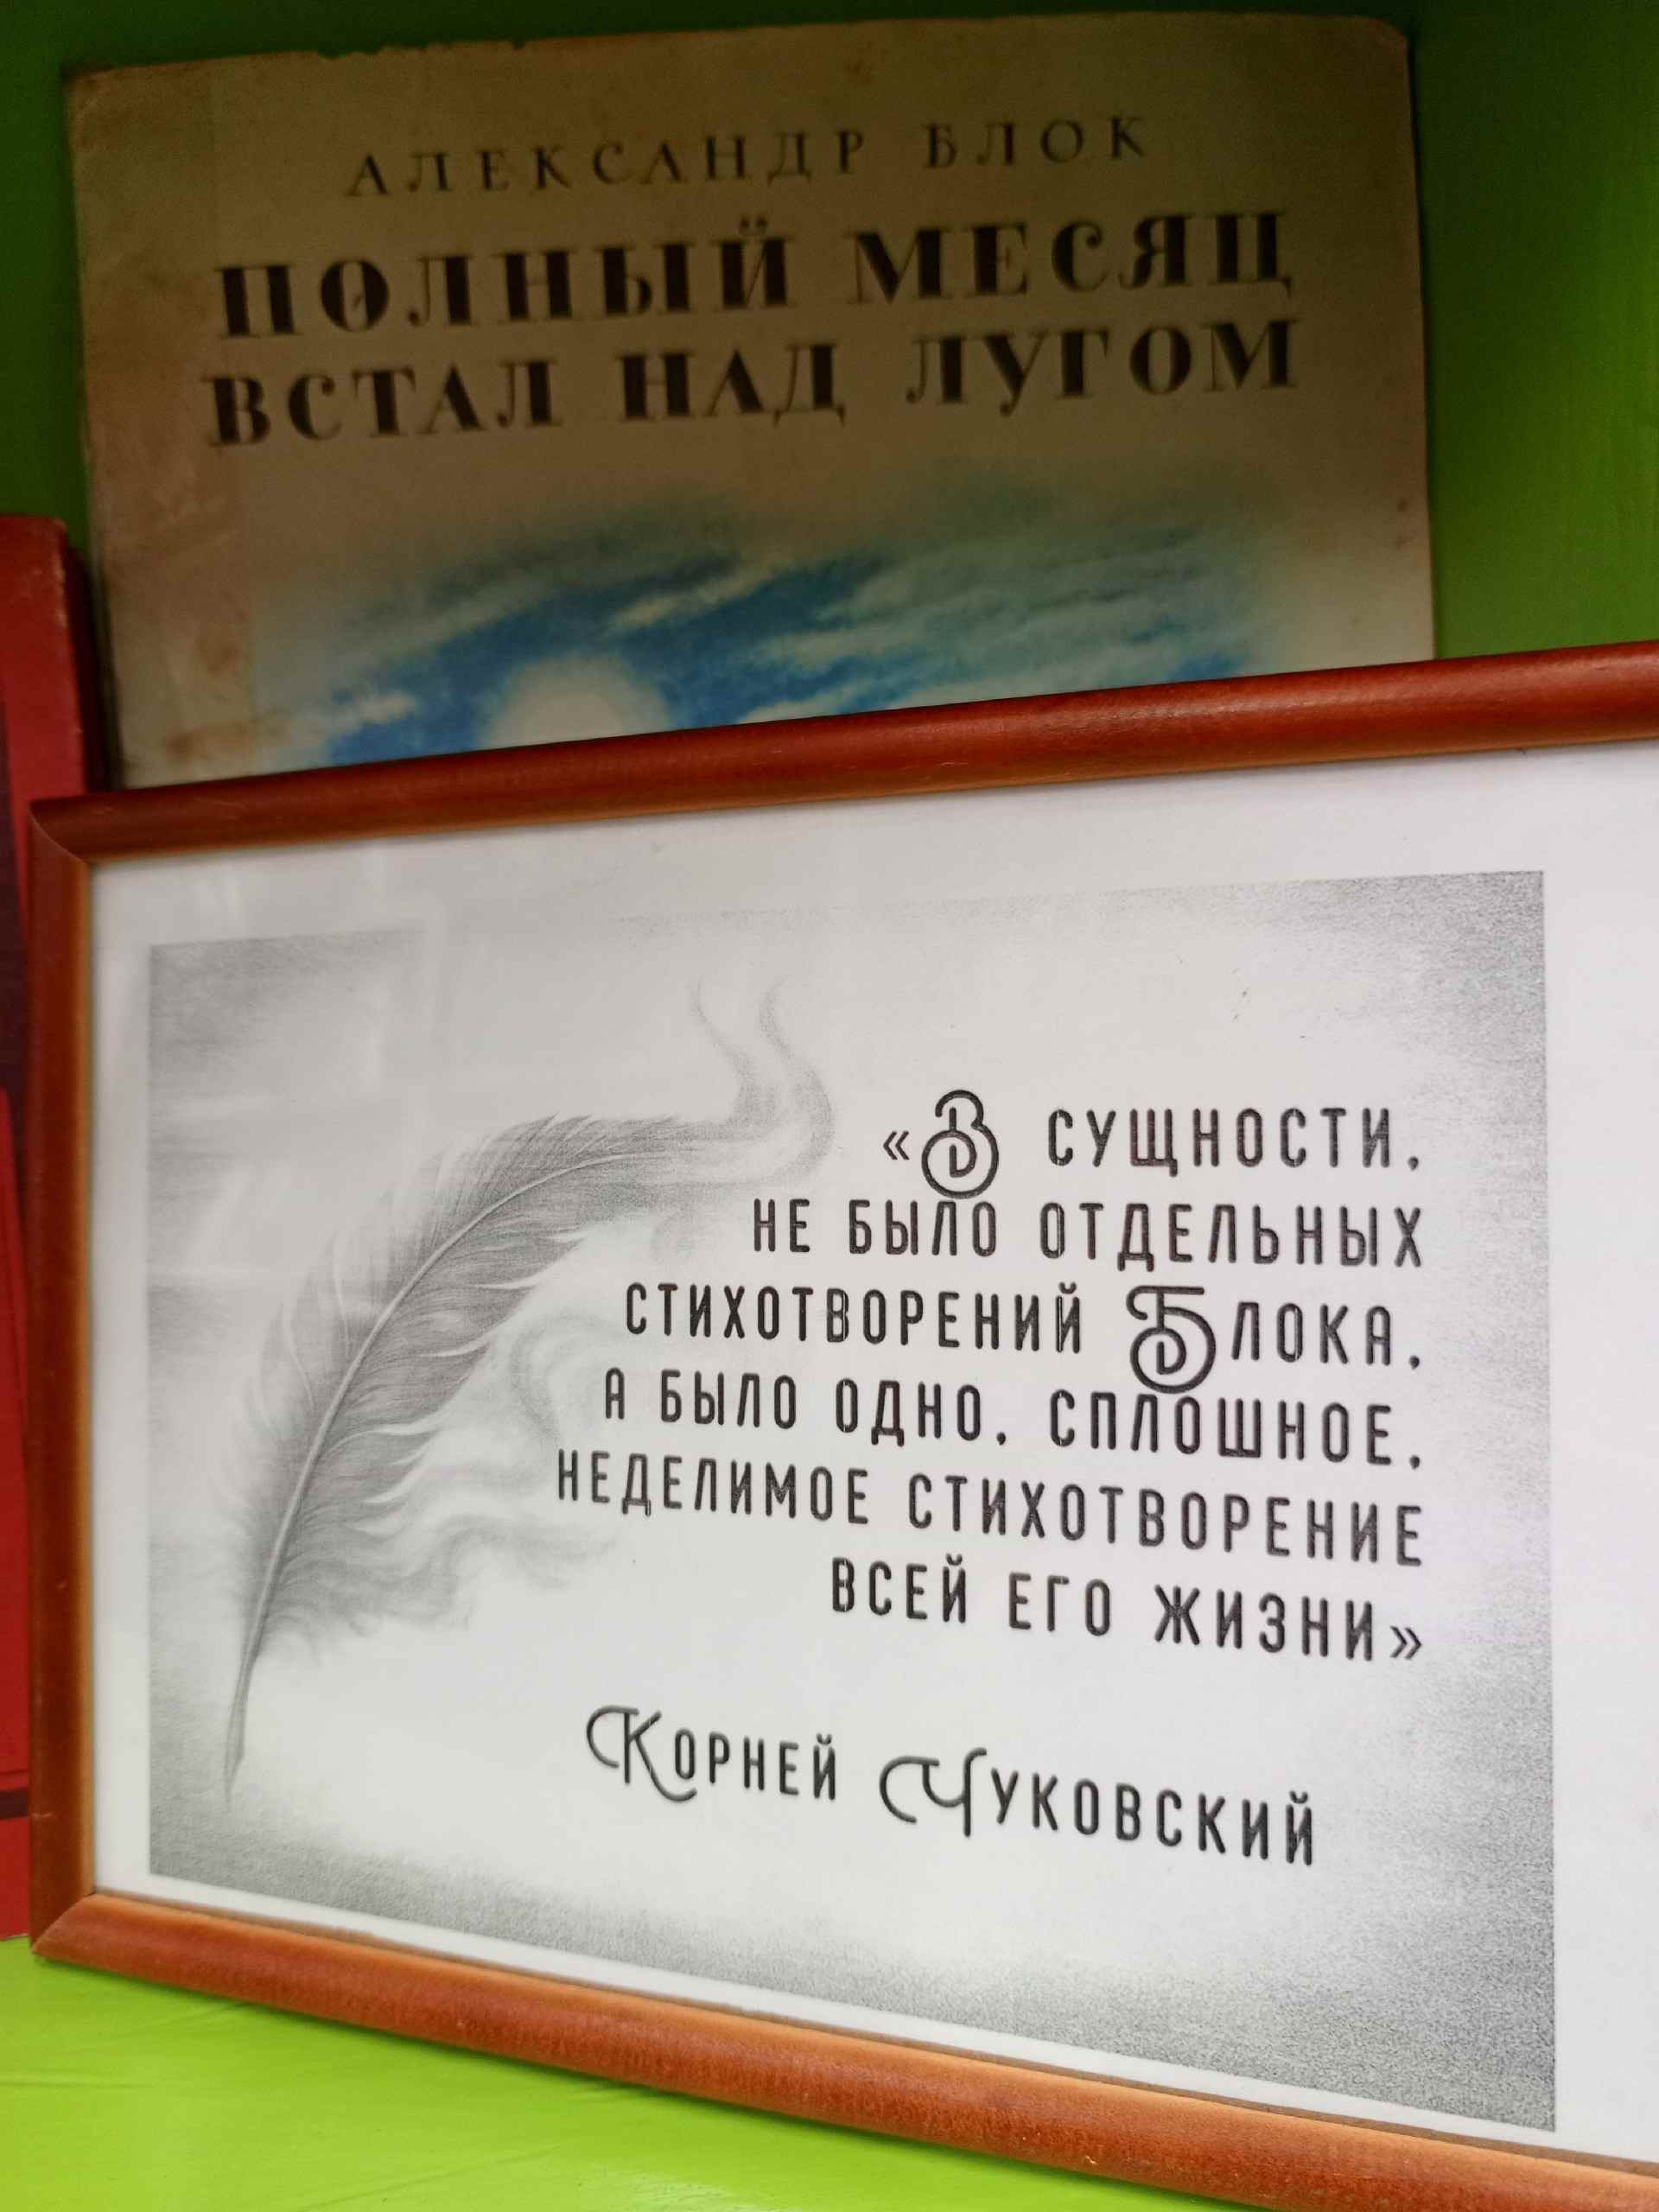 АЛЕКСАНДР БЛОК
ПОЛНЫЙ МЕСЯЦ
ВСТАЛ НАД ЛУГОМ
«В СУЩНОСТИ,
НЕ БЫЛО ОТДЕЛЬНЫХ
СТИХОТВОРЕНИЙ БЛОКА,
А БЫЛО ОДНО, СПЛОШНОЕ,
НЕДЕЛИМОЕ СТИХОТВОРЕНИЕ
ВСЕЙ ЕГО ЖИЗНИ»
КОРНЕЙ ЧУКОВСКИЙ